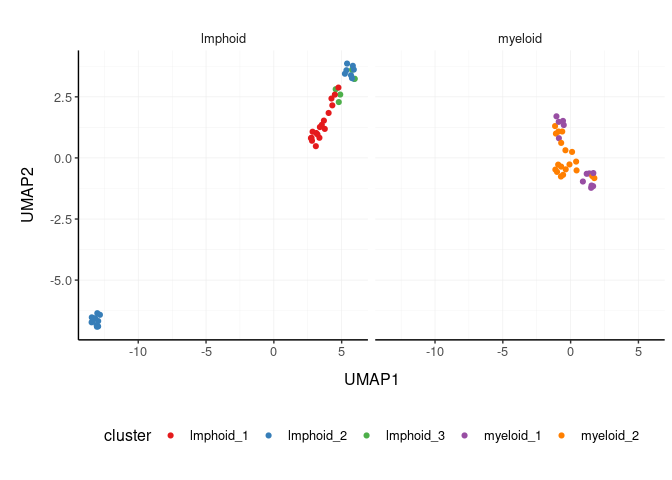 lmphoid myeloid
2.5
0.0
-2.5
-5.0
UMAP2
-10 -5 0 5 -10 -5 0 5
UMAP1
cluster lmphoid_1 lmphoid_2 lmphoid_3 myeloid_1 myeloid_2